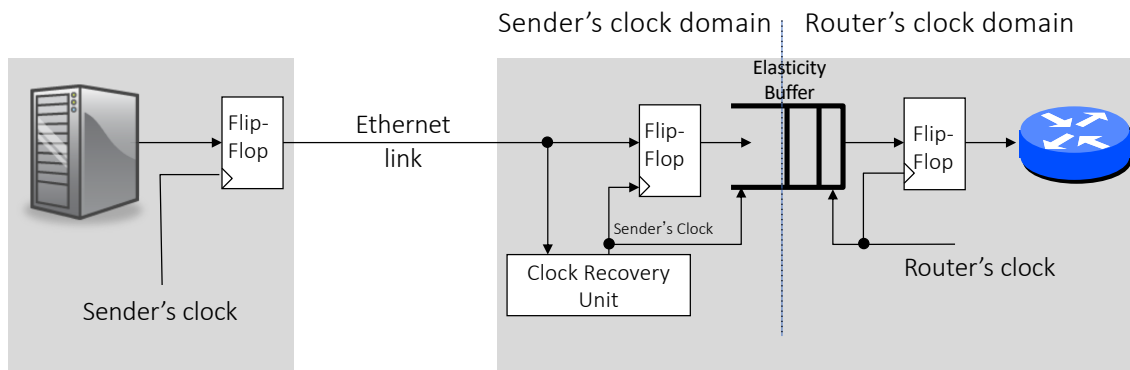 Sender’s clock domain
Router’s clock domain
Elasticity
Buffer
Flip-
Flop
Ethernet
link
Flip-
Flop
Flip-
Flop
Sender’s Clock
Clock Recovery
Unit
Router’s clock
Sender’s clock